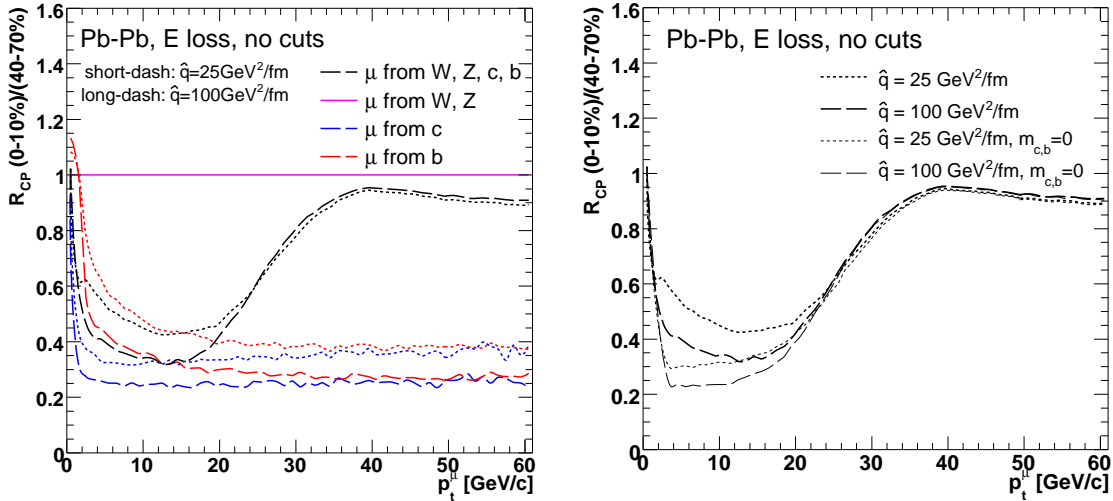 Pb-Pb, E loss, no cuts
short-dash: q̂=25GeV²/fm
long-dash: q̂=100GeV²/fm
μ from W, Z, c, b
μ from W, Z
μ from c
μ from b
R_CP (0-10%)/(40-70%)
1.6
1.4
1.2
1
0.8
0.6
0.4
0.2
0
0 10 20 30 40 50 60
p_t^μ [GeV/c]
Pb-Pb, E loss, no cuts
q̂ = 25 GeV²/fm
q̂ = 100 GeV²/fm
q̂ = 25 GeV²/fm, m_c,b=0
q̂ = 100 GeV²/fm, m_c,b=0
R_CP (0-10%)/(40-70%)
1.6
1.4
1.2
1
0.8
0.6
0.4
0.2
0
0 10 20 30 40 50 60
p_t^μ [GeV/c]